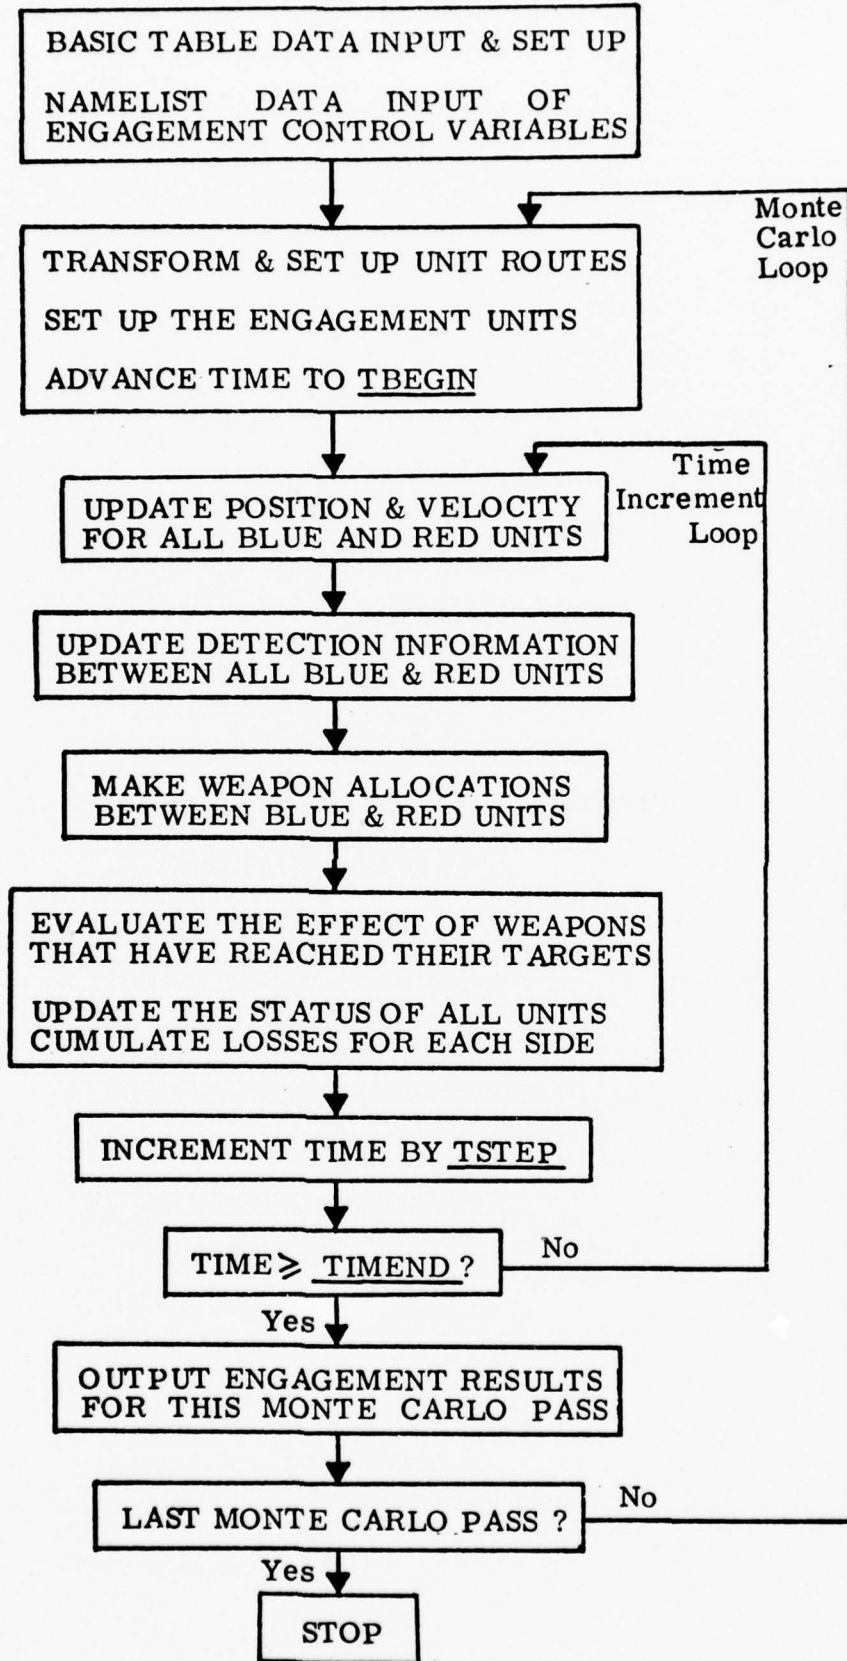 BASIC TABLE DATA INPUT & SET UP
NAMELIST DATA INPUT OF
ENGAGEMENT CONTROL VARIABLES
Monte
Carlo
Loop
TRANSFORM & SET UP UNIT ROUTES
SET UP THE ENGAGEMENT UNITS
ADVANCE TIME TO TBEGIN
Time
Increment
Loop
UPDATE POSITION & VELOCITY
FOR ALL BLUE AND RED UNITS
UPDATE DETECTION INFORMATION
BETWEEN ALL BLUE & RED UNITS
MAKE WEAPON ALLOCATIONS
BETWEEN BLUE & RED UNITS
EVALUATE THE EFFECT OF WEAPONS
THAT HAVE REACHED THEIR TARGETS
UPDATE THE STATUS OF ALL UNITS
CUMULATE LOSSES FOR EACH SIDE
INCREMENT TIME BY TSTEP
TIME ⩾ TIMEND ?
No
Yes
OUTPUT ENGAGEMENT RESULTS
FOR THIS MONTE CARLO PASS
LAST MONTE CARLO PASS ?
No
Yes
STOP